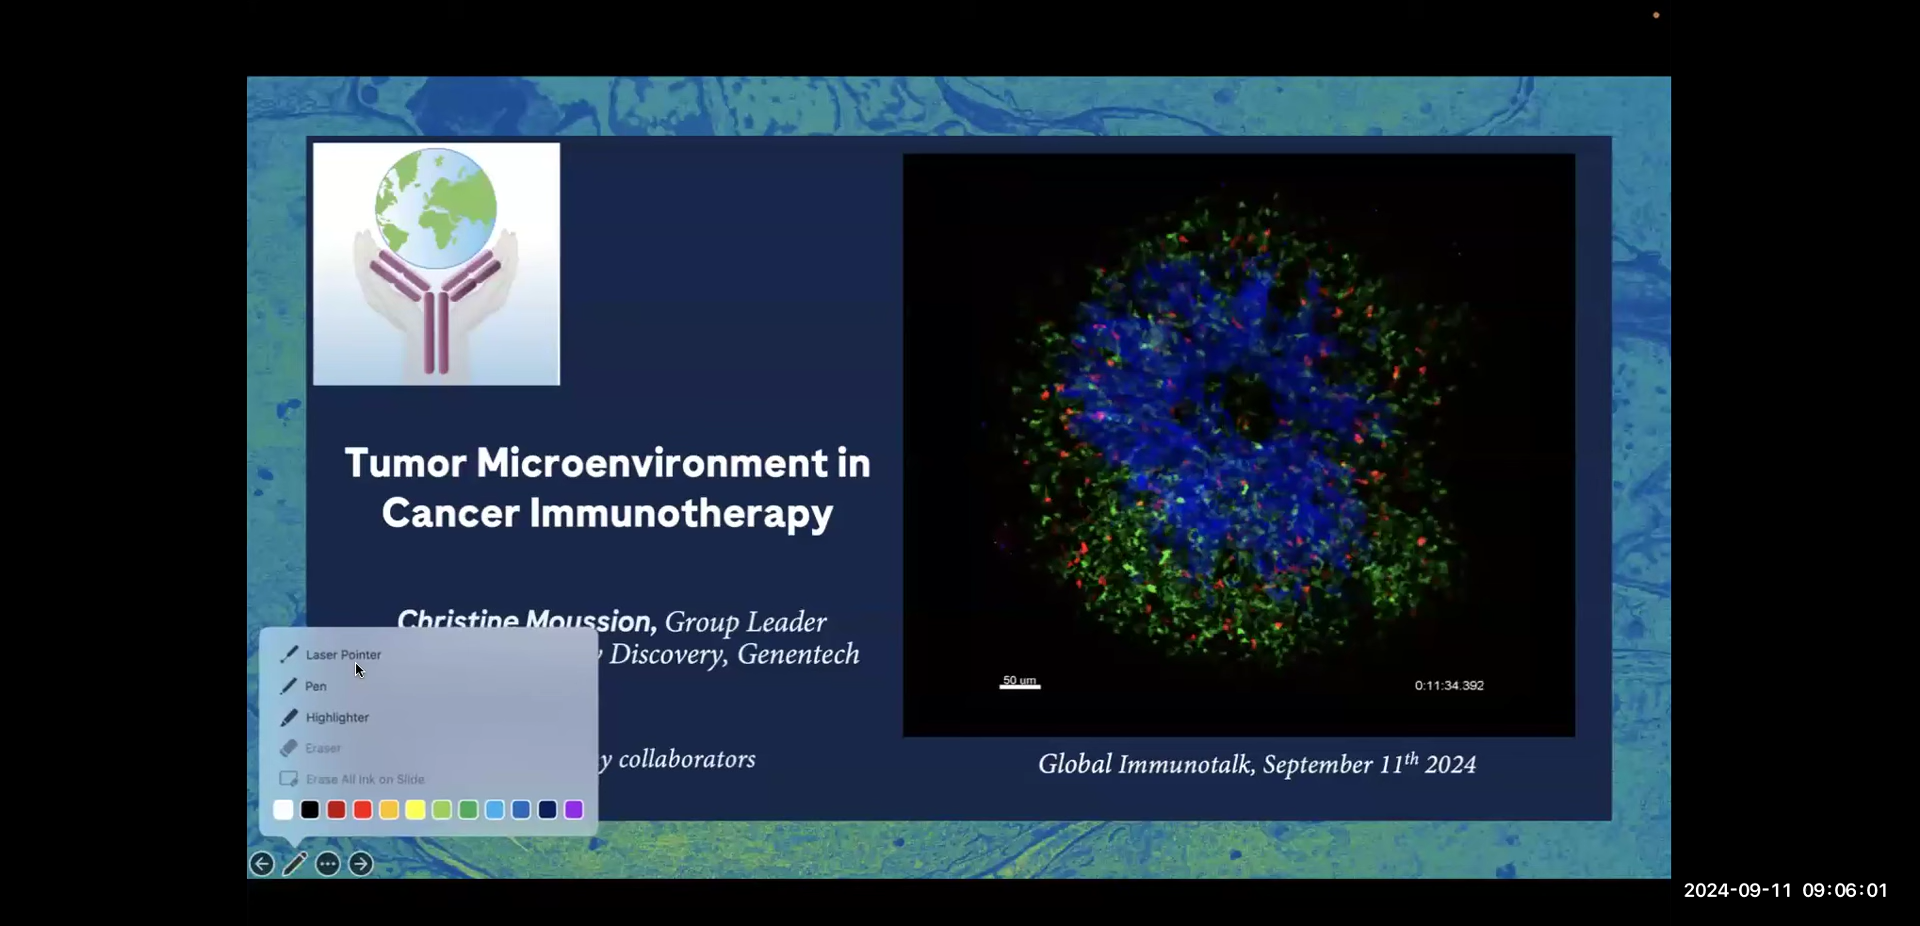 Tumor Microenvironment in
Cancer Immunotherapy
Christine Moussion, Group Leader
Discovery, Genentech
collaborators
50 um
0:11:34.392
Global Immunotalk, September 11th 2024
Laser Pointer
Pen
Highlighter
Eraser
Erase All Ink on Slide
2024-09-11 09:06:01